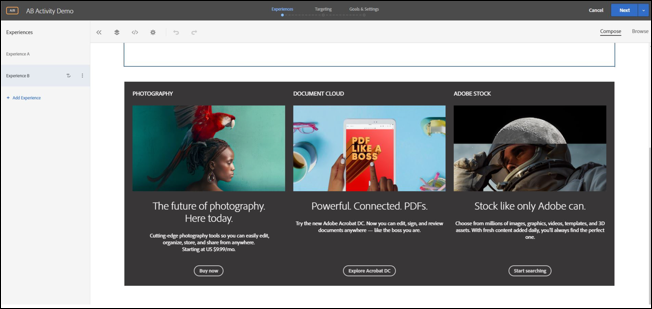 A/B
AB Activity Demo
Experiences
Targeting
Goals & Settings
Cancel
Next
Experiences
Compose
Browse
Experience A
Experience B
+ Add Experience
PHOTOGRAPHY
DOCUMENT CLOUD
ADOBE STOCK
PDF
LIKE A
BOSS
The future of photography.
Here today.
Cutting-edge photography tools so you can easily edit,
organize, store, and share from anywhere.
Starting at US $9.99/mo.
Buy now
Powerful. Connected. PDFs.
Try the new Adobe Acrobat DC. Now you can edit, sign, and review
documents anywhere — like the boss you are.
Explore Acrobat DC
Stock like only Adobe can.
Choose from millions of images, graphics, videos, templates, and 3D
assets. With fresh content added daily, you'll always find the perfect
one.
Start searching